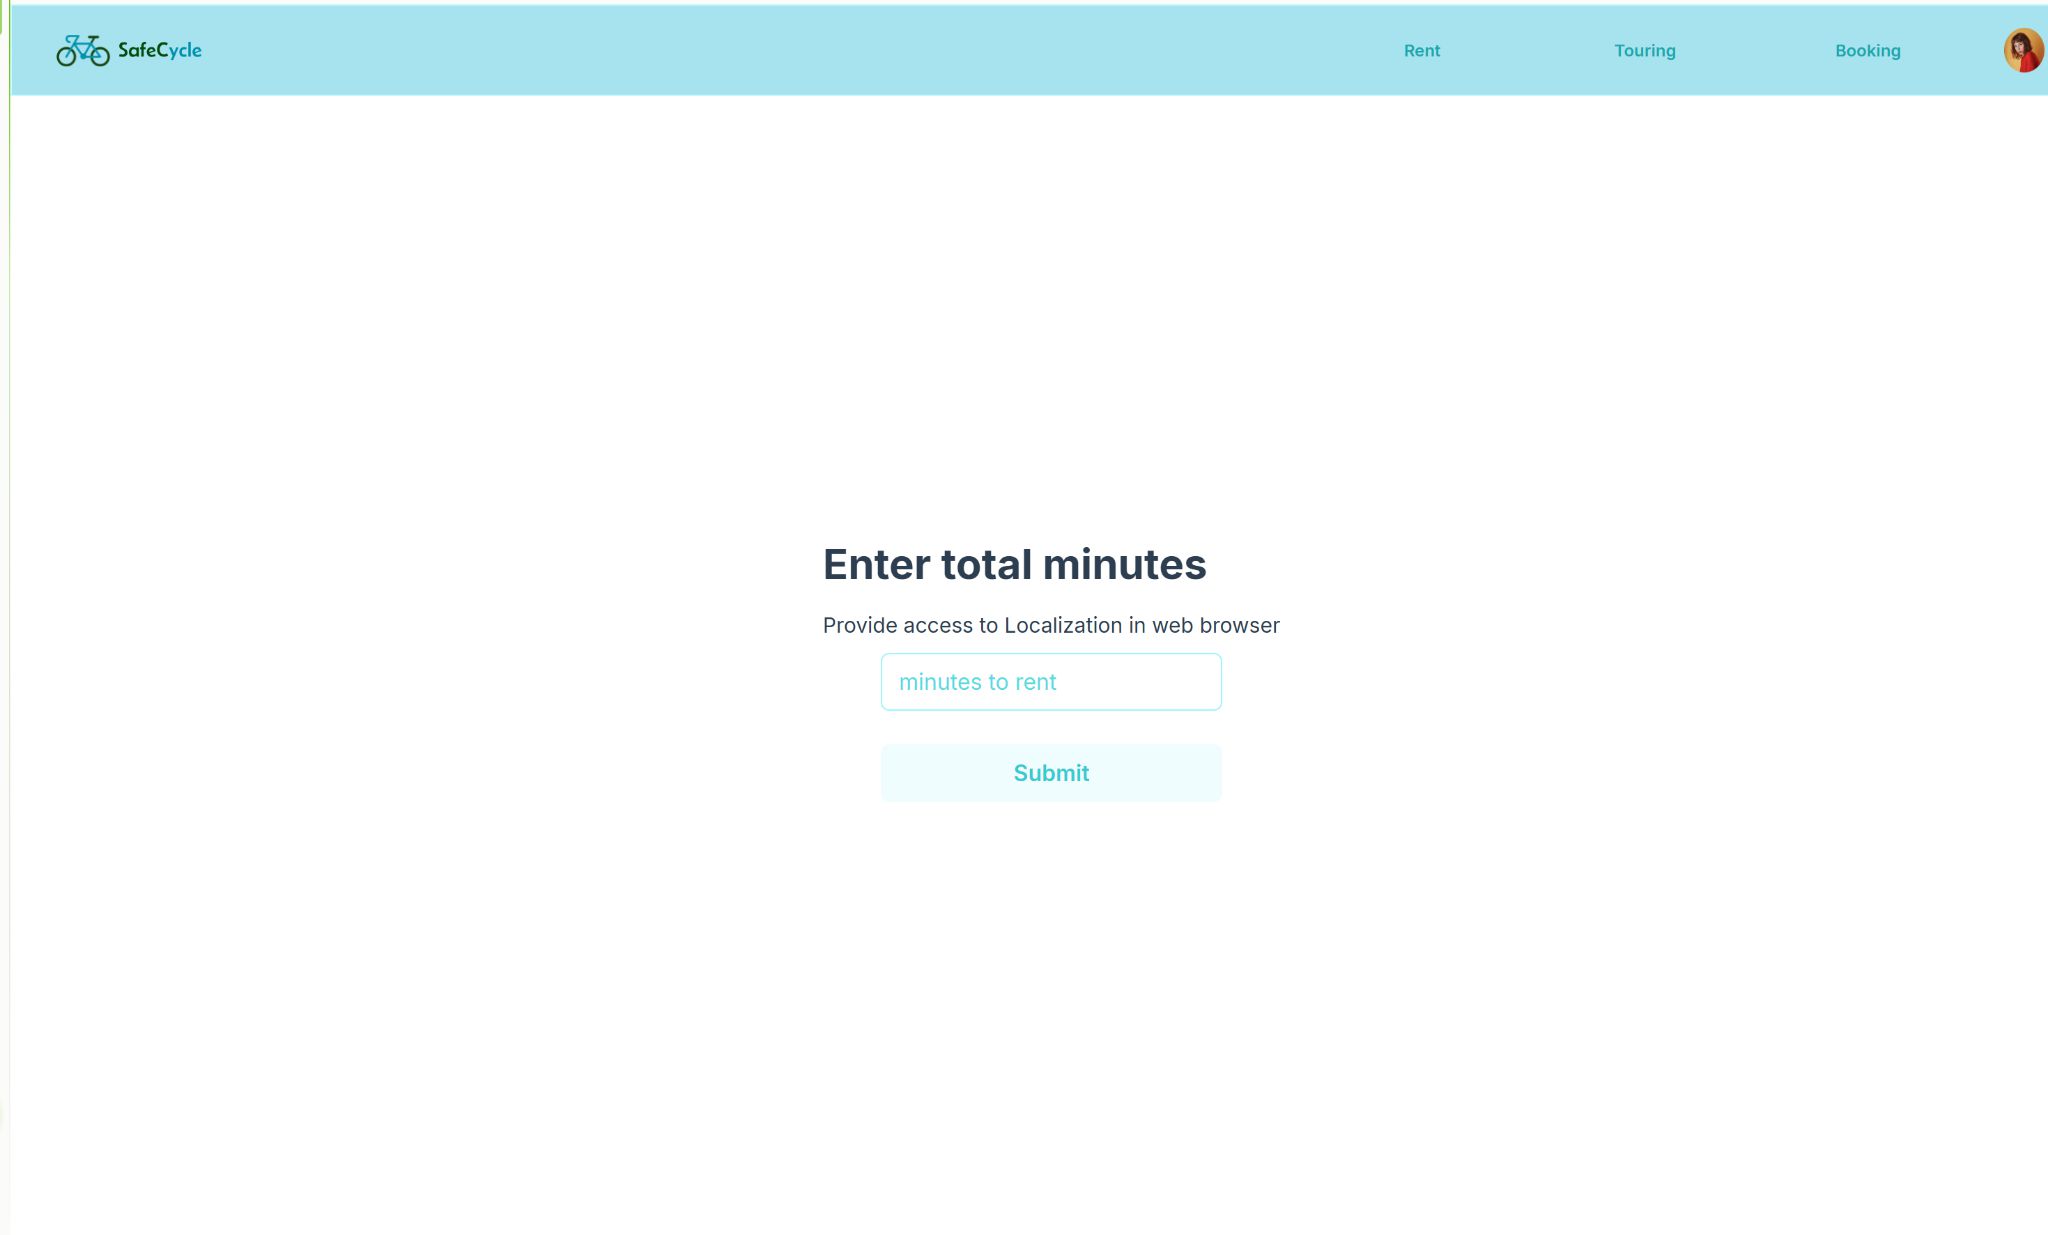 SafeCycle
Rent
Touring
Booking
Enter total minutes
Provide access to Localization in web browser
minutes to rent
Submit